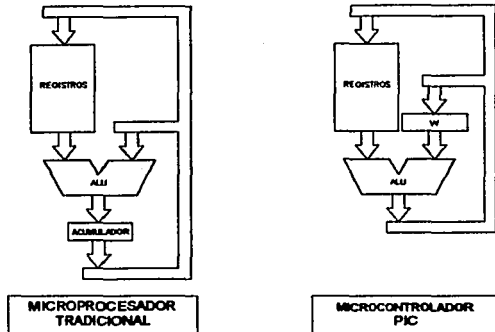 REGISTROS
ALU
ACUMULADOR
MICROPROCESADOR
TRADICIONAL
REGISTROS
W
ALU
MICROCONTROLADOR
PIC